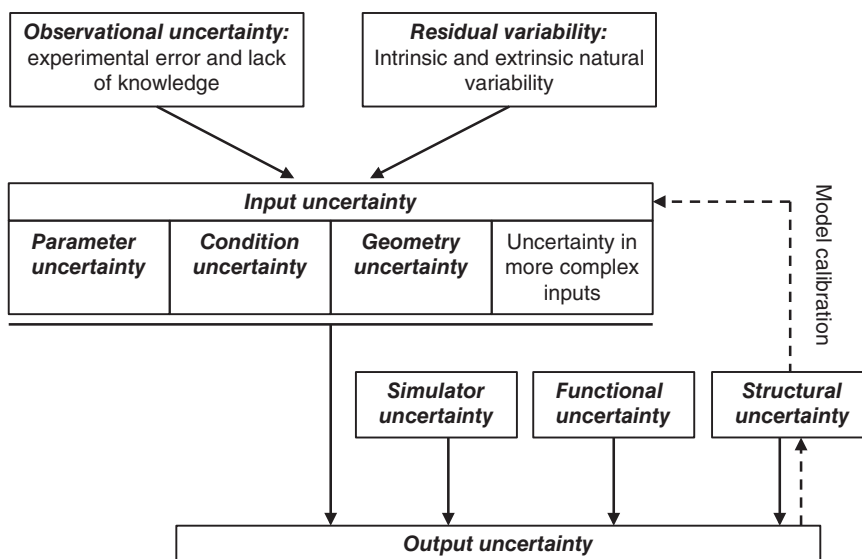 Observational uncertainty:
experimental error and lack
of knowledge
Residual variability:
Intrinsic and extrinsic natural
variability
Input uncertainty
Parameter
uncertainty
Condition
uncertainty
Geometry
uncertainty
Uncertainty in
more complex
inputs
Model calibration
Simulator
uncertainty
Functional
uncertainty
Structural
uncertainty
Output uncertainty